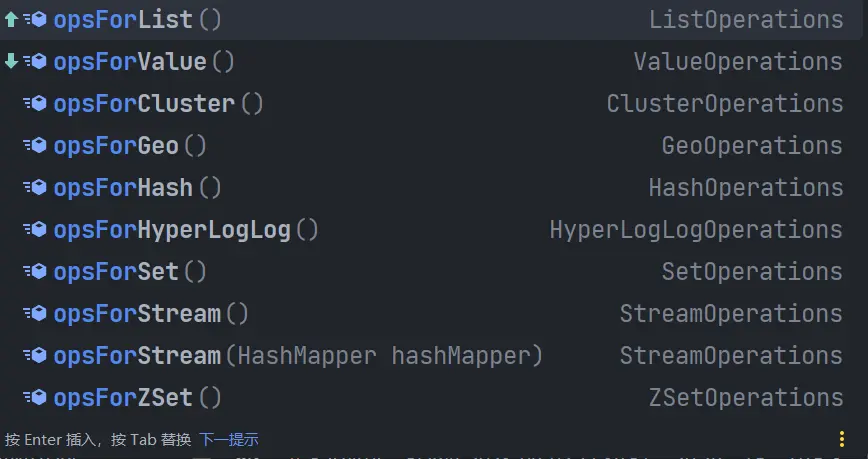 opsForList() ListOperations
opsForValue() ValueOperations
opsForCluster() ClusterOperations
opsForGeo() GeoOperations
opsForHash() HashOperations
opsForHyperLogLog() HyperLogLogOperations
opsForSet() SetOperations
opsForStream() StreamOperations
opsForStream(HashMapper hashMapper) StreamOperations
opsForZSet() ZSetOperations
按 Enter 插入，按 Tab 替换 下一提示